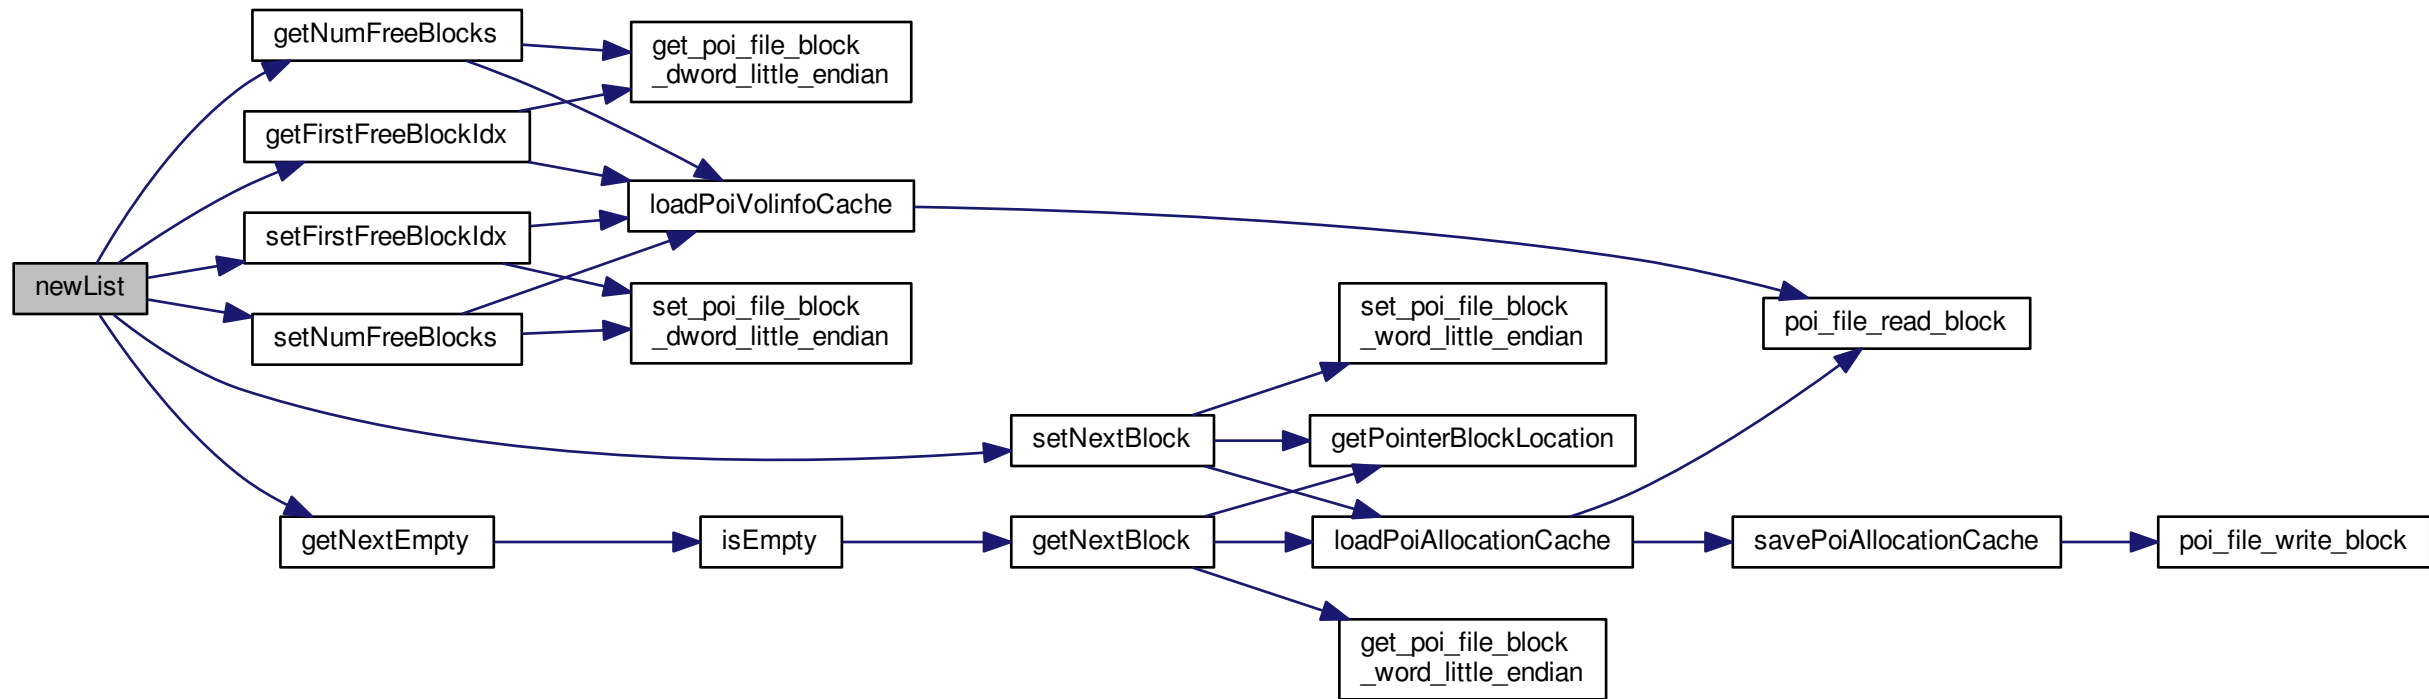 getNumFreeBlocks
get_poi_file_block
_dword_little_endian
getFirstFreeBlockIdx
loadPoiVolinfoCache
setFirstFreeBlockIdx
newList
set_poi_file_block
_dword_little_endian
setNumFreeBlocks
set_poi_file_block
_word_little_endian
poi_file_read_block
setNextBlock
getPointerBlockLocation
getNextEmpty
isEmpty
getNextBlock
loadPoiAllocationCache
savePoiAllocationCache
poi_file_write_block
get_poi_file_block
_word_little_endian